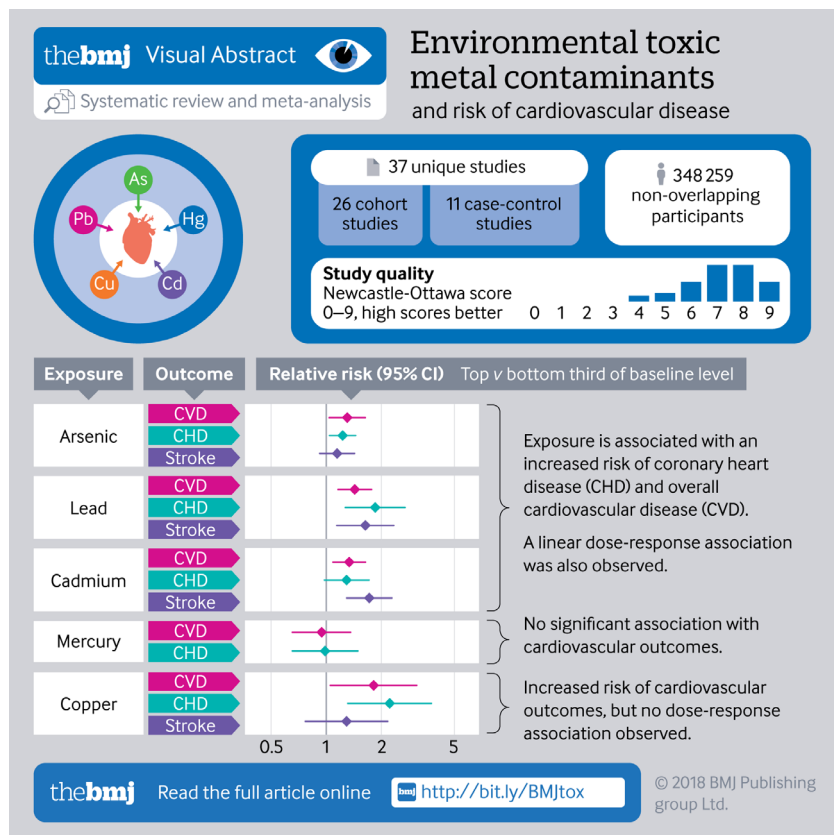 thebmj Visual Abstract
Systematic review and meta-analysis
Environmental toxic
metal contaminants
and risk of cardiovascular disease
As
Pb
Hg
Cu
Cd
37 unique studies
26 cohort
studies
11 case-control
studies
348 259
non-overlapping
participants
Study quality
Newcastle-Ottawa score
0–9, high scores better
0 1 2 3 4 5 6 7 8 9
Exposure Outcome Relative risk (95% CI) Top v bottom third of baseline level
Arsenic
CVD
CHD
Stroke
Lead
CVD
CHD
Stroke
Cadmium
CVD
CHD
Stroke
Exposure is associated with an
increased risk of coronary heart
disease (CHD) and overall
cardiovascular disease (CVD).
A linear dose-response association
was also observed.
Mercury
CVD
CHD
No significant association with
cardiovascular outcomes.
Copper
CVD
CHD
Stroke
Increased risk of cardiovascular
outcomes, but no dose-response
association observed.
0.5 1 2 5
thebmj Read the full article online bmj http://bit.ly/BMJtox
© 2018 BMJ Publishing
group Ltd.